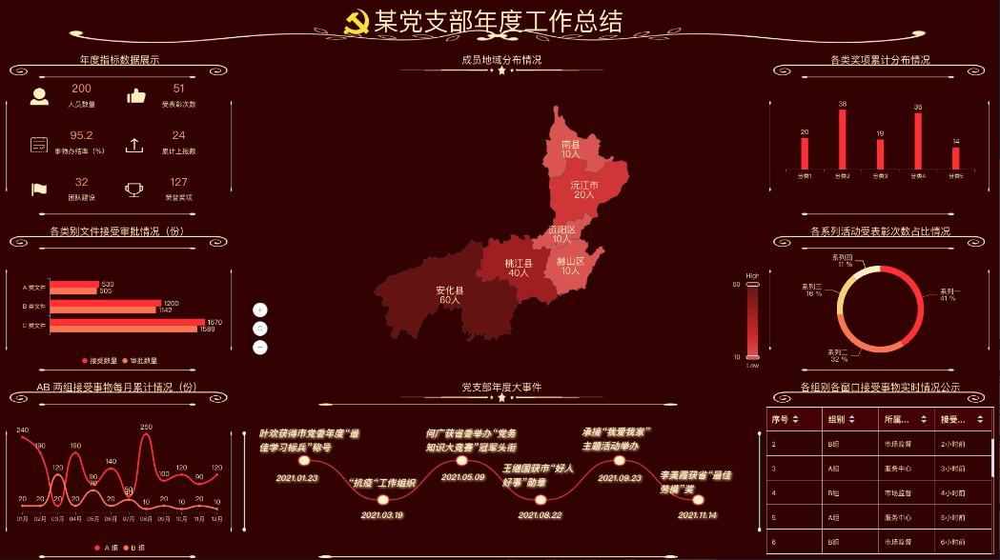 某党支部年度工作总结
年度指标数据展示
200
人员数量
51
受表彰次数
95.2
事物办结率（%）
24
累计上报数
32
团队建设
127
荣誉奖项
各类别文件接受审批情况（份）
A 类文件
630
505
B 类文件
1200
1142
C 类文件
1670
1589
接受数量
审批数量
AB 两组接受事物每月累计情况（份）
240
190
120
190
140
250
100
120
90
120
20
20
20
70
20
10
20
10
20
10
01月 02月 03月 04月 05月 06月 07月 08月 09月 10月 11月 12月
A 组
B 组
成员地域分布情况
南县
10人
沅江市
20人
资阳区
10人
桃江县
40人
赫山区
10人
安化县
60人
High
60
10
Low
党支部年度大事件
叶欢获得市党委年度“最
佳学习标兵”称号
2021.01.23
“抗疫”工作组织
2021.03.19
何广获省委举办“党务
知识大竞赛”冠军头衔
2021.05.09
王继国获市“好人
好事”勋章
2021.08.22
承接“我爱我家”
主题活动举办
2021.09.23
李美霞获省“最佳
劳模”奖
2021.11.14
各类奖项累计分布情况
20
38
19
36
14
分类1 分类2 分类3 分类4 分类5
各系列活动受表彰次数占比情况
系列四
11 %
系列三
16 %
系列一
41 %
系列二
32 %
各组别各窗口接受事物实时情况公示
序号 组别 所属... 接受...
2 B组 市场监督 2小时前
3 A组 服务中心 3小时前
4 B组 市场监督 4小时前
5 A组 服务中心 5小时前
6 B组 市场监督 6小时前